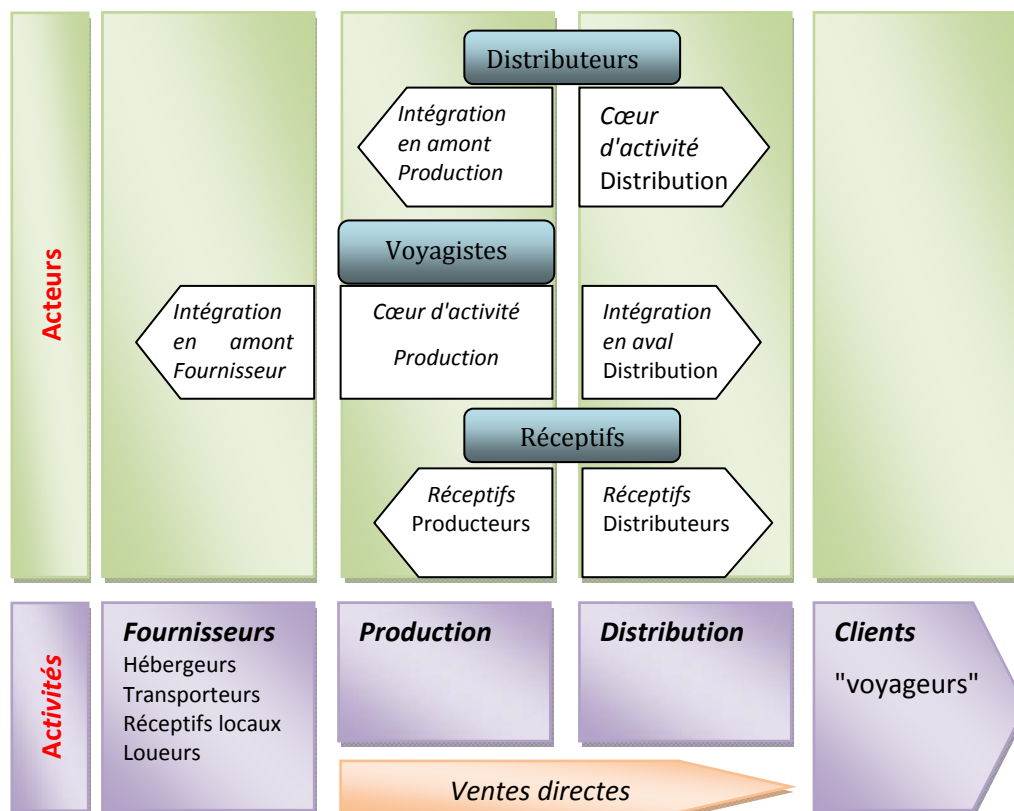 Acteurs
Distributeurs
Intégration
en amont
Production
Cœur
d'activité
Distribution
Voyagistes
Intégration
en amont
Fournisseur
Cœur d'activité
Production
Intégration
en aval
Distribution
Réceptifs
Réceptifs
Producteurs
Réceptifs
Distributeurs
Activités
Fournisseurs
Hébergeurs
Transporteurs
Réceptifs locaux
Loueurs
Production
Distribution
Clients
"voyageurs"
Ventes directes